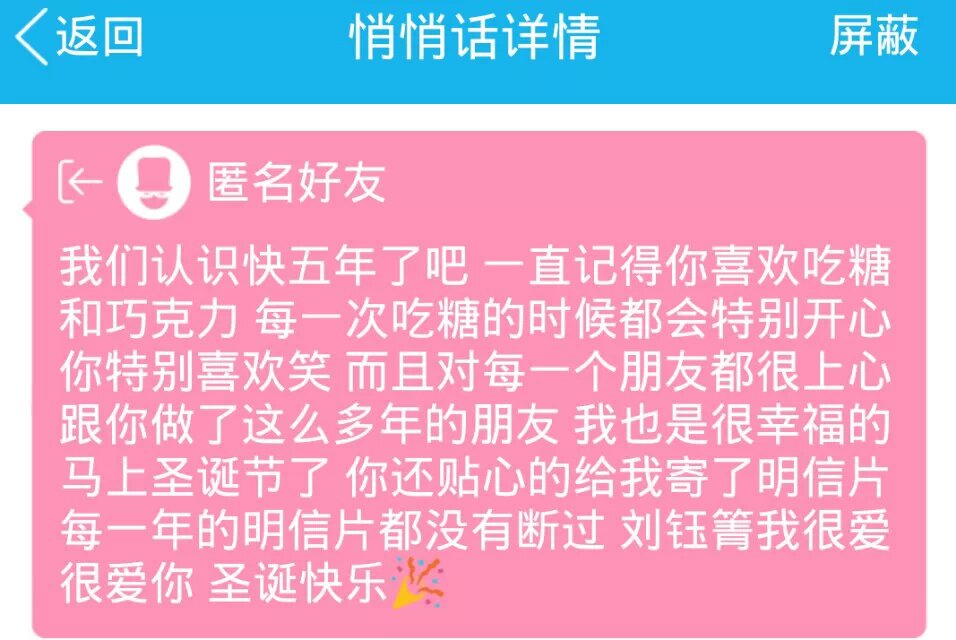 返回 悄悄话详情 屏蔽
匿名好友
我们认识快五年了吧 一直记得你喜欢吃糖
和巧克力 每一次吃糖的时候都会特别开心
你特别喜欢笑 而且对每一个朋友都很上心
跟你做了这么多年的朋友 我也是很幸福的
马上圣诞节了 你还贴心的给我寄了明信片
每一年的明信片都没有断过 刘钰箐我很爱
很爱你 圣诞快乐🎉